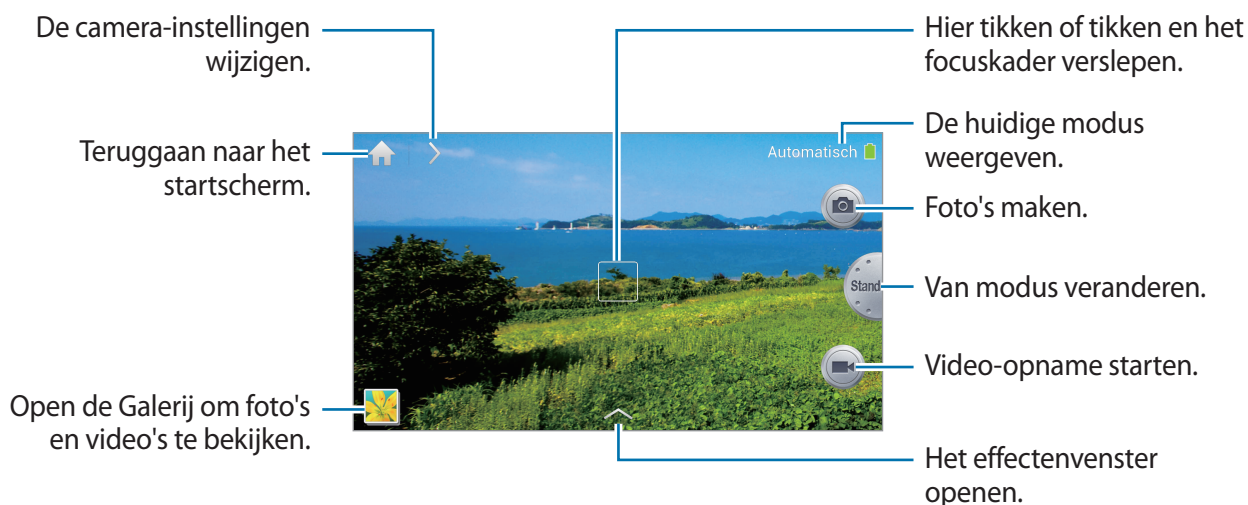 De camera-instellingen
wijzigen.
Teruggaan naar het
startscherm.
Open de Galerij om foto's
en video's te bekijken.
Automatisch
Stand
Hier tikken of tikken en het
focuskader verslepen.
De huidige modus
weergeven.
Foto's maken.
Van modus veranderen.
Video-opname starten.
Het effectenvenster
openen.